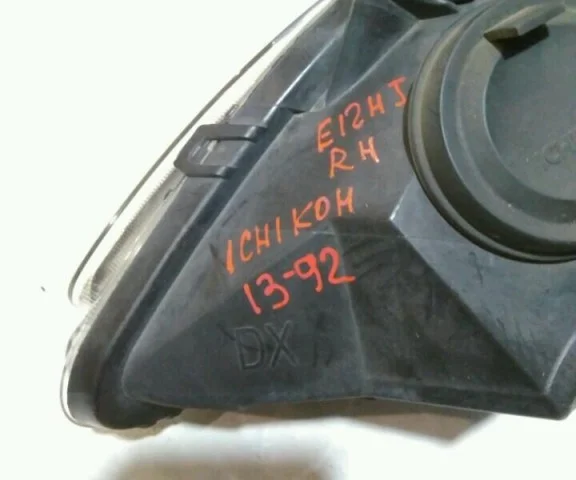 E12HJ
RH
ICHIKOH
13-92
DX